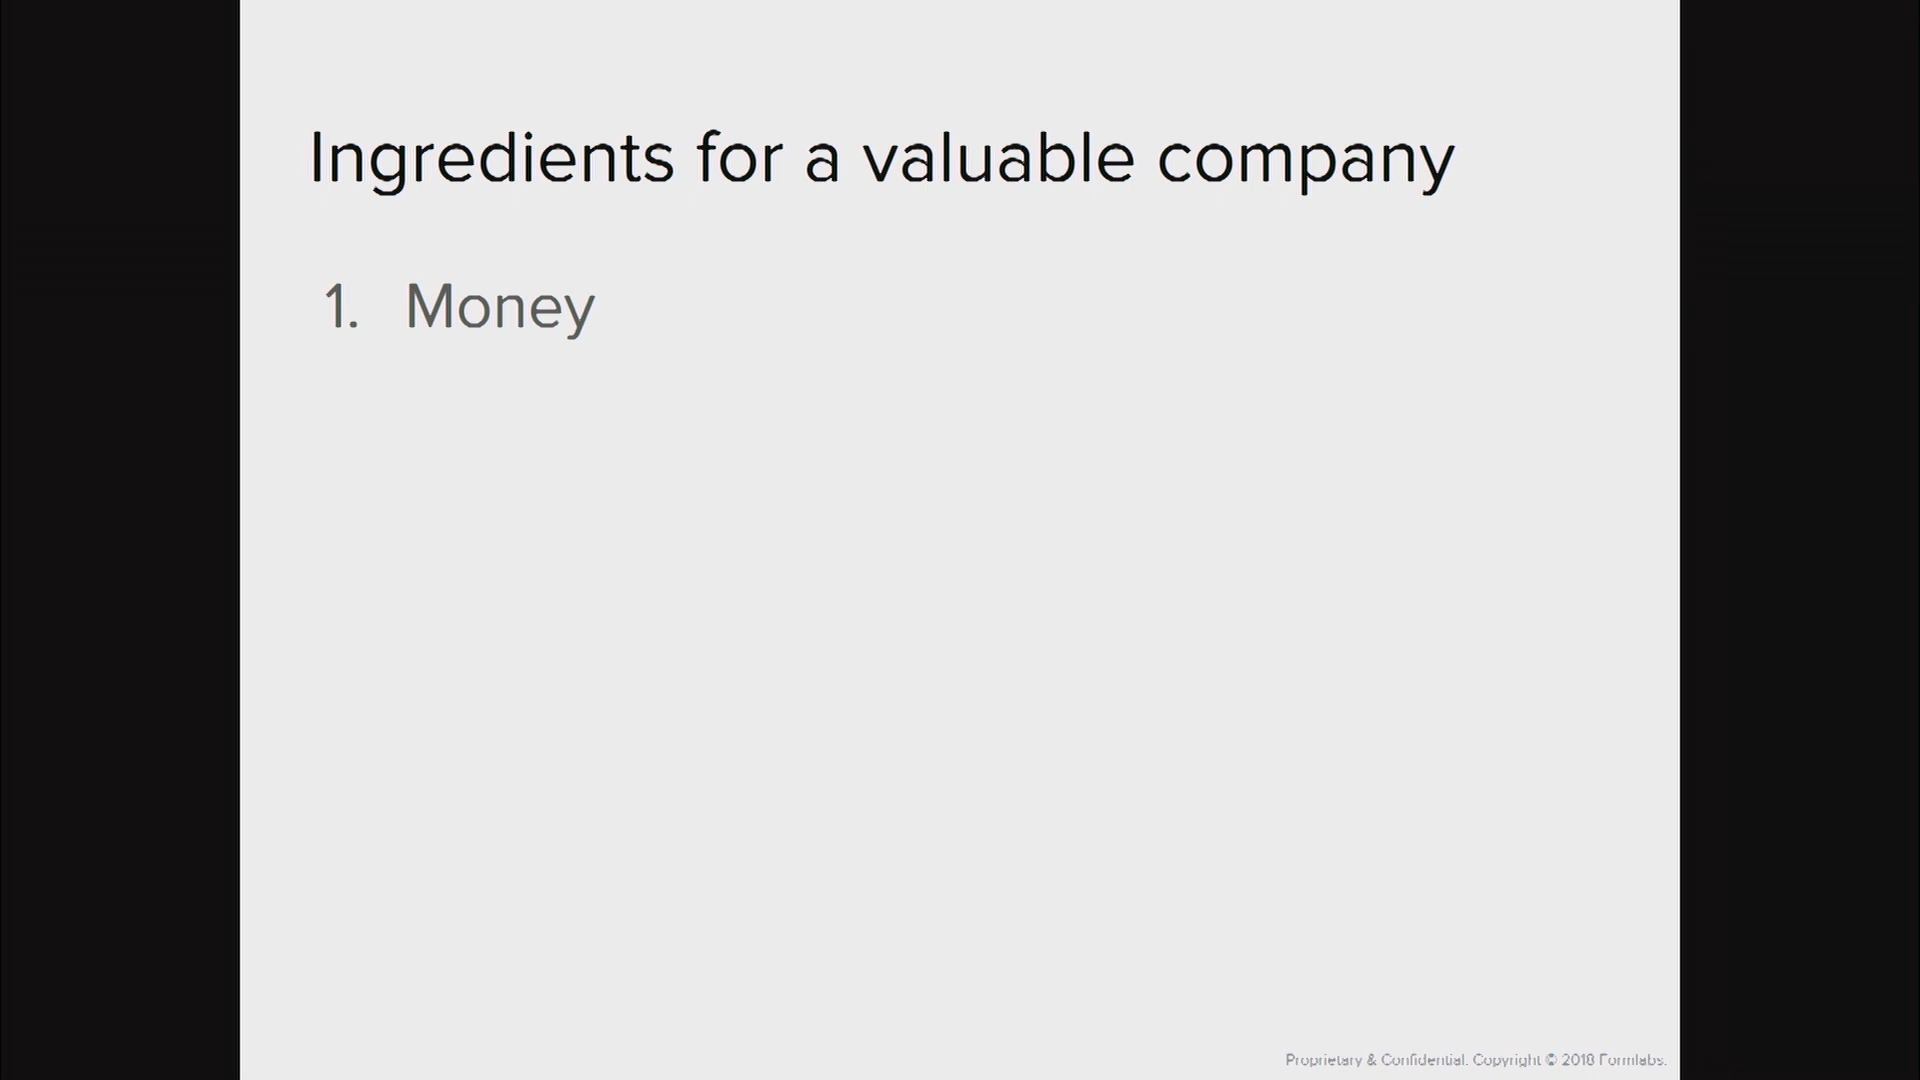 Ingredients for a valuable company
1. Money
Proprietary & Confidential. Copyright © 2018 Formlabs.